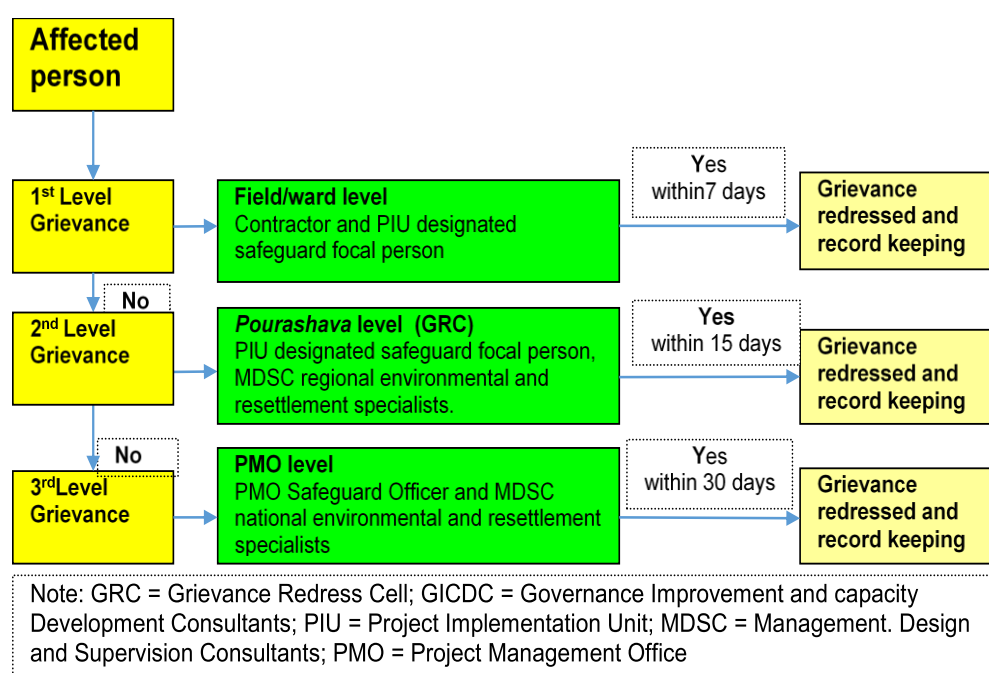 Affected
person
1st Level
Grievance
Field/ward level
Contractor and PIU designated
safeguard focal person
Yes
within7 days
Grievance
redressed and
record keeping
No
2nd Level
Grievance
Pourashava level (GRC)
PIU designated safeguard focal person,
MDSC regional environmental and
resettlement specialists.
Yes
within 15 days
Grievance
redressed and
record keeping
No
3rdLevel
Grievance
PMO level
PMO Safeguard Officer and MDSC
national environmental and resettlement
specialists
Yes
within 30 days
Grievance
redressed and
record keeping
Note: GRC = Grievance Redress Cell; GICDC = Governance Improvement and capacity
Development Consultants; PIU = Project Implementation Unit; MDSC = Management. Design
and Supervision Consultants; PMO = Project Management Office